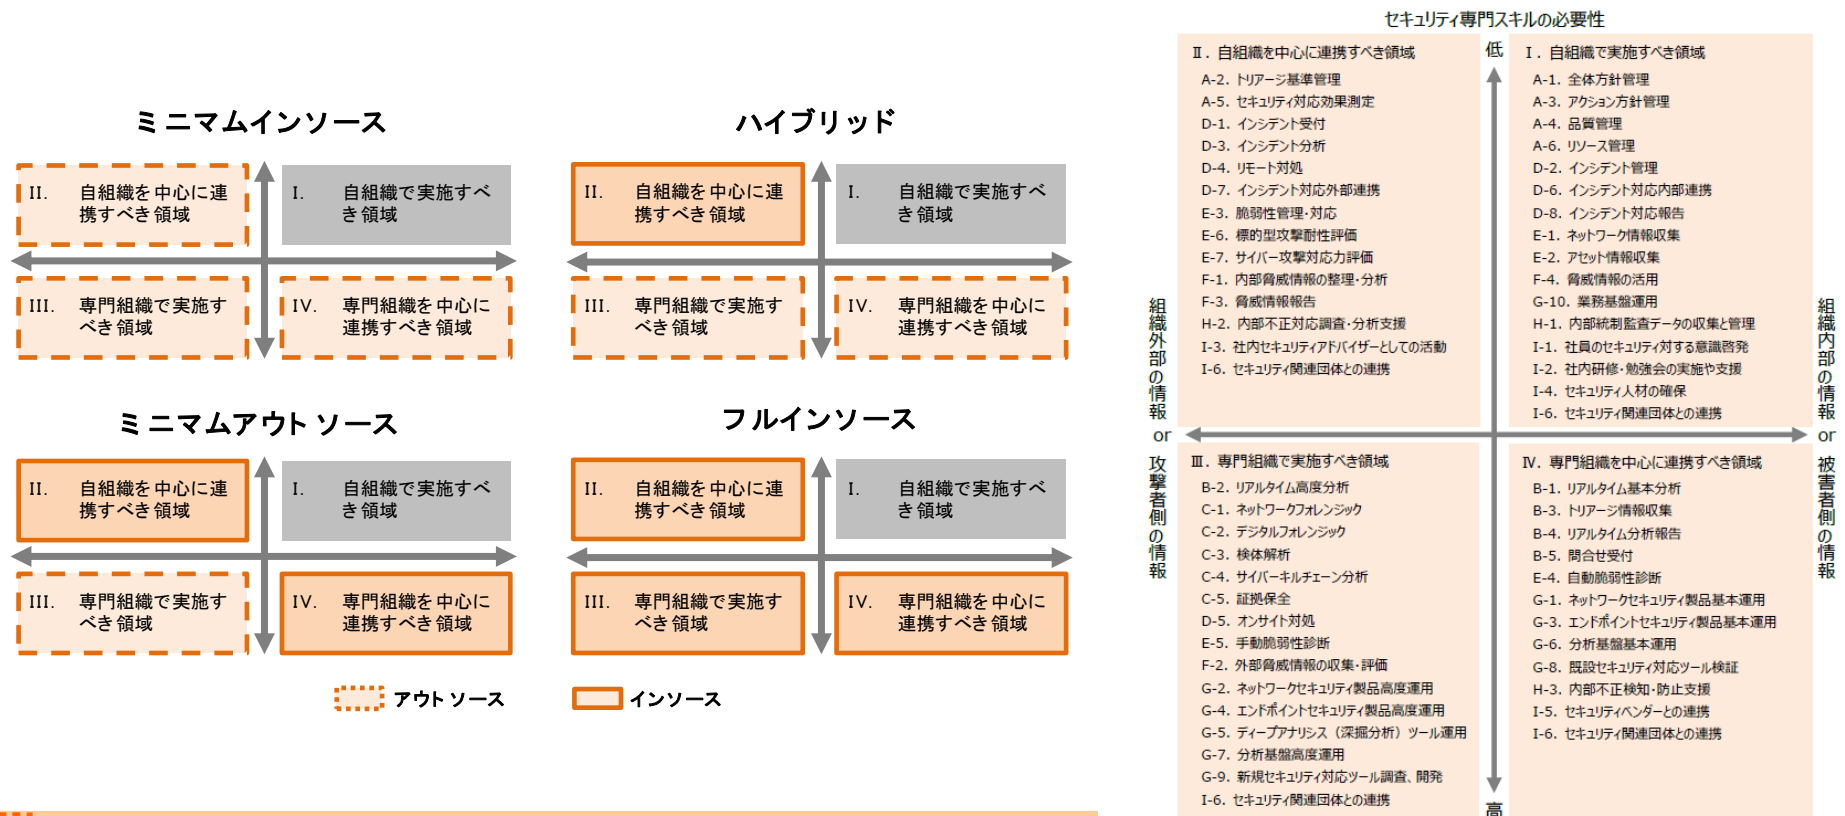 ミニマムインソース
II. 自組織を中心に連
携すべき領域
I. 自組織で実施すべ
き領域
III. 専門組織で実施す
べき領域
IV. 専門組織を中心に
連携すべき領域
ハイブリッド
II. 自組織を中心に連
携すべき領域
I. 自組織で実施すべ
き領域
III. 専門組織で実施す
べき領域
IV. 専門組織を中心に
連携すべき領域
ミニマムアウトソース
II. 自組織を中心に連
携すべき領域
I. 自組織で実施すべ
き領域
III. 専門組織で実施す
べき領域
IV. 専門組織を中心に
連携すべき領域
フルインソース
II. 自組織を中心に連
携すべき領域
I. 自組織で実施すべ
き領域
III. 専門組織で実施す
べき領域
IV. 専門組織を中心に
連携すべき領域
アウトソース
インソース
セキュリティ専門スキルの必要性
低
組織外部の情報 or 攻撃者側の情報
Ⅱ. 自組織を中心に連携すべき領域
A-2. トリアージ基準管理
A-5. セキュリティ対応効果測定
D-1. インシデント受付
D-3. インシデント分析
D-4. リモート対処
D-7. インシデント対応外部連携
E-3. 脆弱性管理・対応
E-6. 標的型攻撃耐性評価
E-7. サイバー攻撃対応力評価
F-1. 内部脅威情報の整理・分析
F-3. 脅威情報報告
H-2. 内部不正対応調査・分析支援
I-3. 社内セキュリティアドバイザーとしての活動
I-6. セキュリティ関連団体との連携
Ⅰ. 自組織で実施すべき領域
A-1. 全体方針管理
A-3. アクション方針管理
A-4. 品質管理
A-6. リソース管理
D-2. インシデント管理
D-6. インシデント対応内部連携
D-8. インシデント対応報告
E-1. ネットワーク情報収集
E-2. アセット情報収集
F-4. 脅威情報の活用
G-10. 業務基盤運用
H-1. 内部統制監査データの収集と管理
I-1. 社員のセキュリティ対する意識啓発
I-2. 社内研修・勉強会の実施や支援
I-4. セキュリティ人材の確保
I-6. セキュリティ関連団体との連携
Ⅲ. 専門組織で実施すべき領域
B-2. リアルタイム高度分析
C-1. ネットワークフォレンジック
C-2. デジタルフォレンジック
C-3. 検体解析
C-4. サイバーキルチェーン分析
C-5. 証拠保全
D-5. オンサイト対処
E-5. 手動脆弱性診断
F-2. 外部脅威情報の収集・評価
G-2. ネットワークセキュリティ製品高度運用
G-4. エンドポイントセキュリティ製品高度運用
G-5. ディープアナリシス（深掘分析）ツール運用
G-7. 分析基盤高度運用
G-9. 新規セキュリティ対応ツール調査、開発
I-6. セキュリティ関連団体との連携
Ⅳ. 専門組織を中心に連携すべき領域
B-1. リアルタイム基本分析
B-3. トリアージ情報収集
B-4. リアルタイム分析報告
B-5. 問合せ受付
E-4. 自動脆弱性診断
G-1. ネットワークセキュリティ製品基本運用
G-3. エンドポイントセキュリティ製品基本運用
G-6. 分析基盤基本運用
G-8. 既設セキュリティ対応ツール検証
H-3. 内部不正検知・防止支援
I-5. セキュリティベンダーとの連携
I-6. セキュリティ関連団体との連携
組織内部の情報 or 被害者側の情報
高